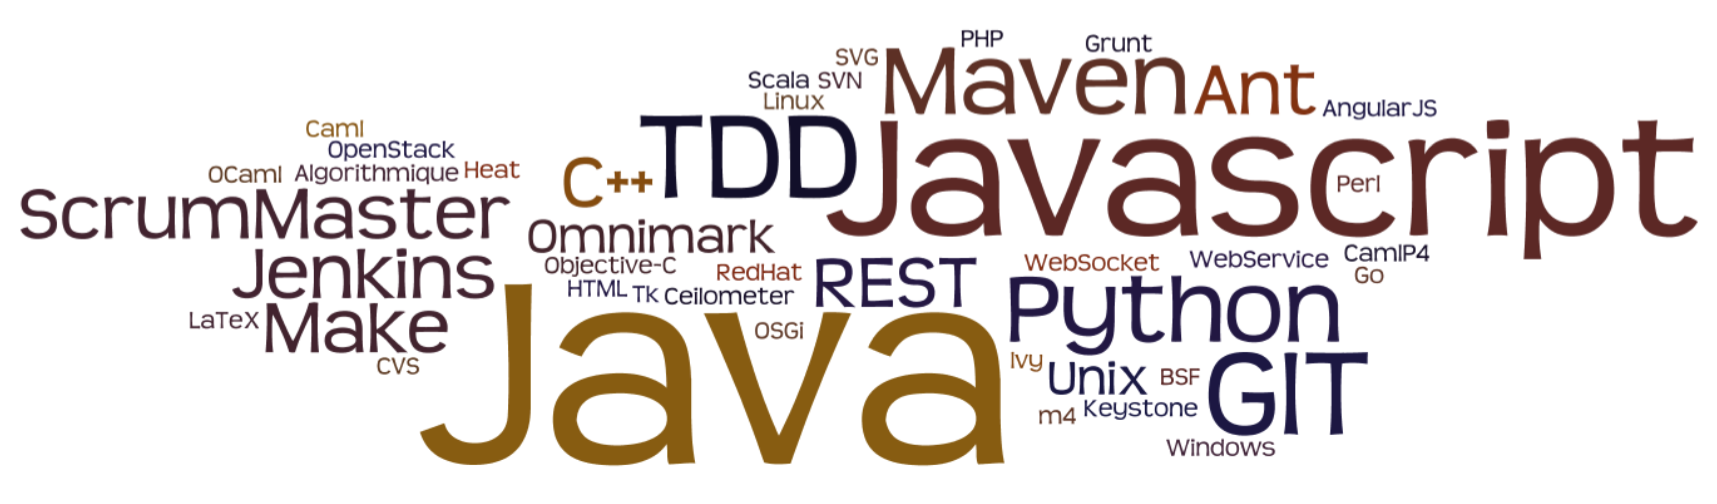 PHP
Grunt
SVG
Maven
Scala SVN
Ant
Linux
AngularJS
Caml
TDD
Javascript
OpenStack
OCaml Algorithmique Heat
C++
Perl
ScrumMaster
Omnimark
Jenkins
Objective-C
RedHat
REST
WebSocket
WebService
CamlP4
Go
HTML Tk Ceilometer
Python
LaTeX
Make
Java
OSGi
CVS
Ivy
Unix
BSF
GIT
m4
Keystone
Windows